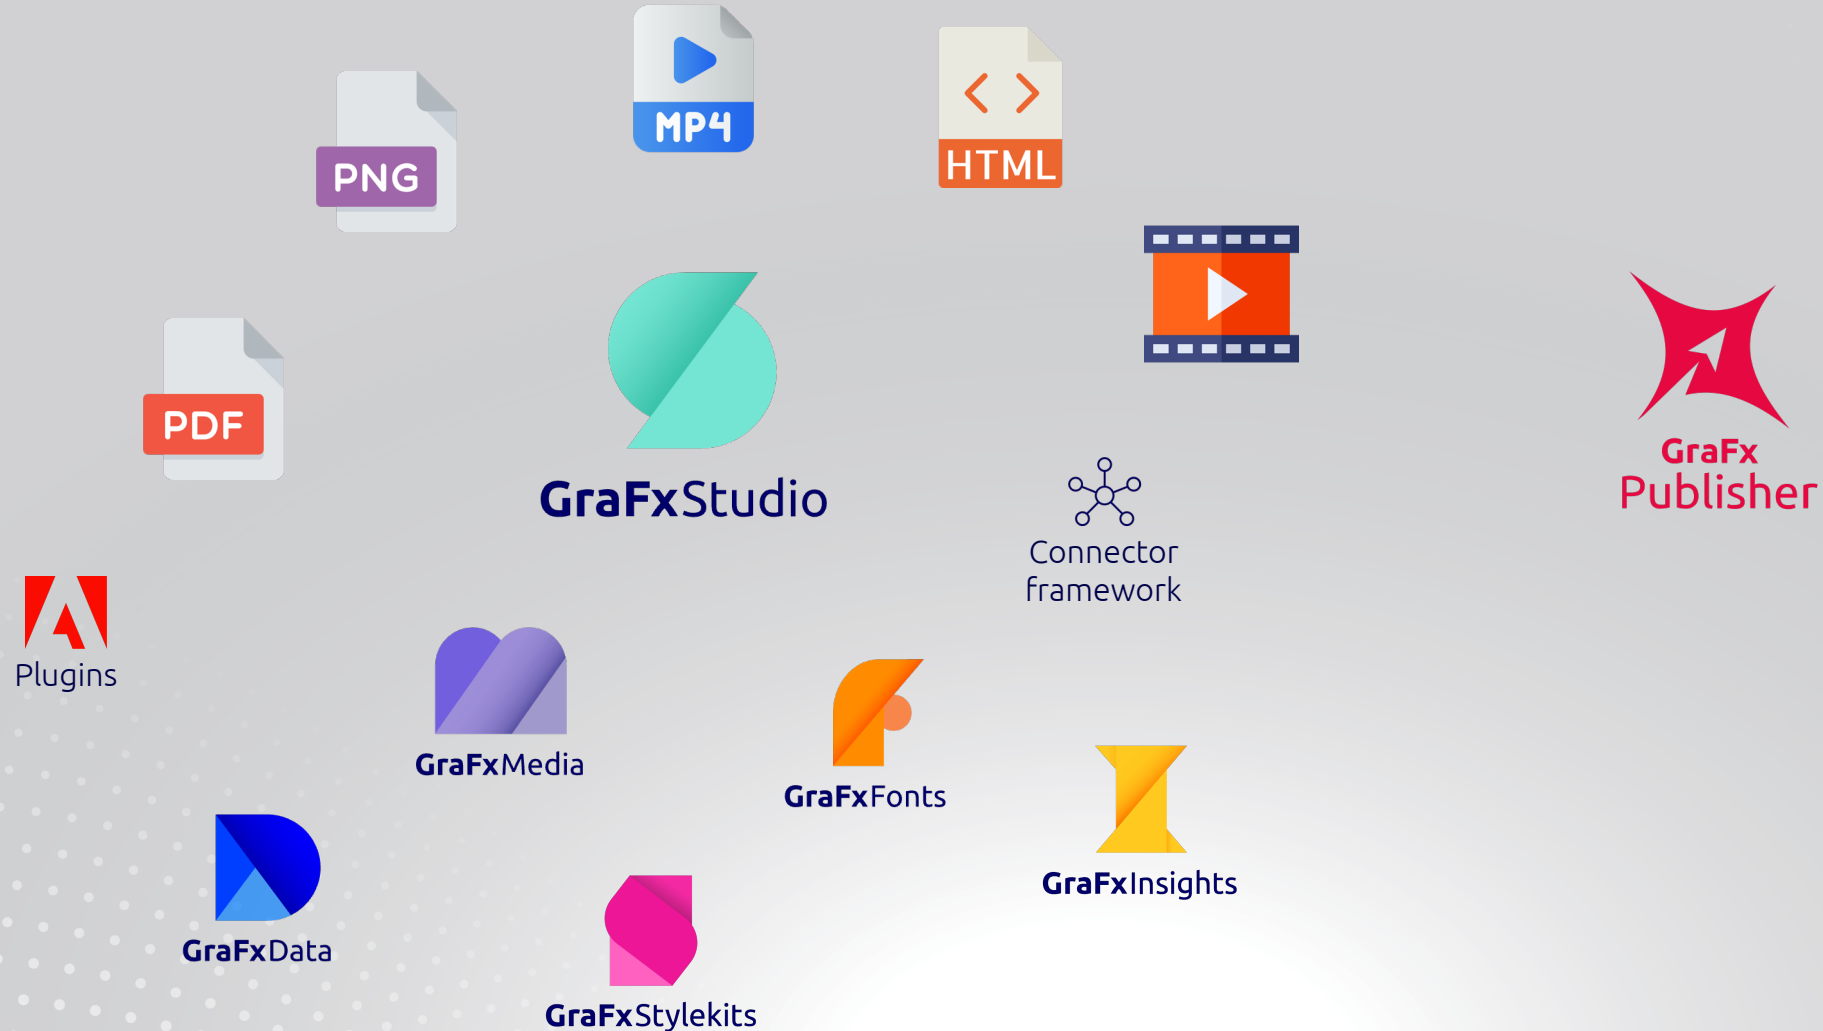 MP4
HTML
PNG
PDF
GraFx
Publisher
GraFxStudio
Connector
framework
Plugins
GraFxMedia
GraFxFonts
GraFxInsights
GraFxData
GraFxStylekits